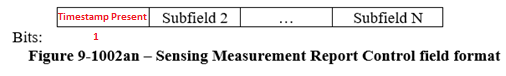 Timestamp Present Subfield 2 ... Subfield N
Bits: 1
Figure 9-1002an – Sensing Measurement Report Control field format